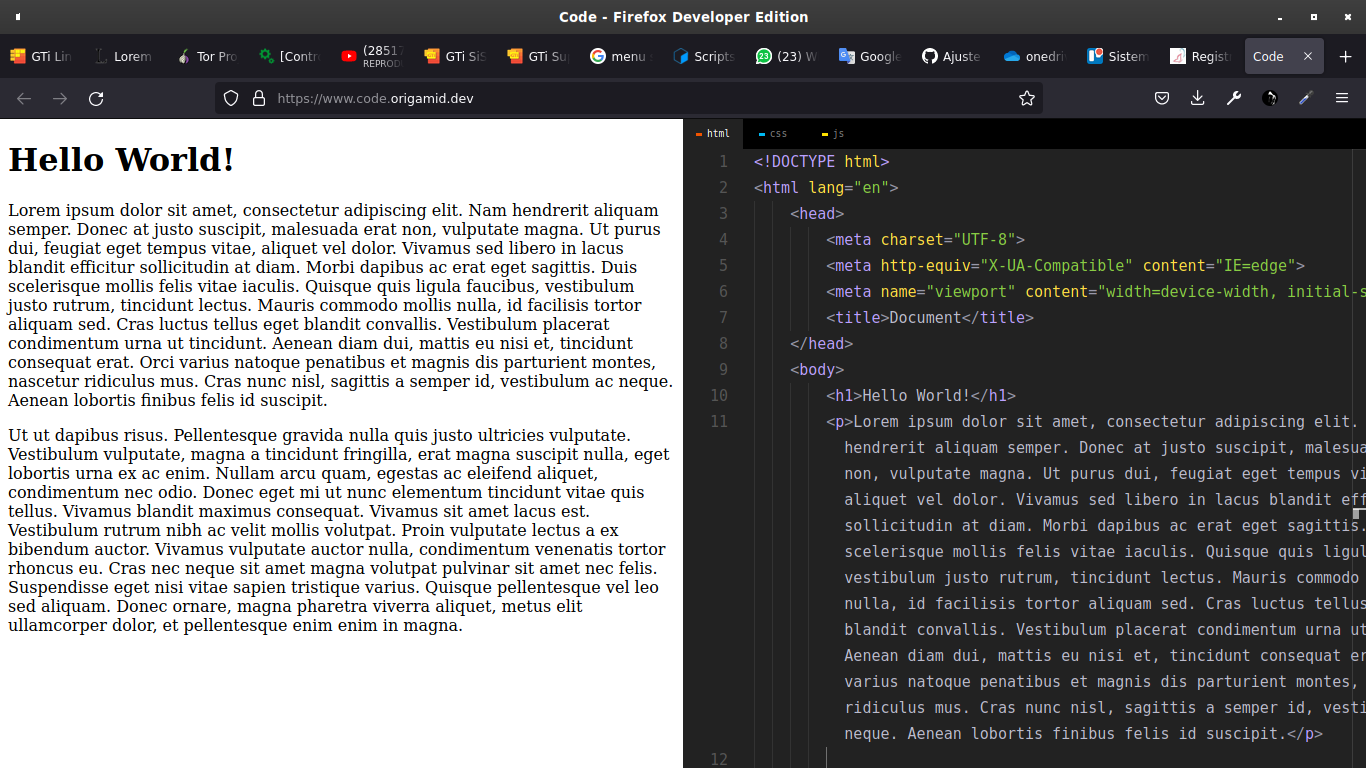 Code - Firefox Developer Edition
GTi Lin
Lorem
Tor Pro
[Contr
(28517
REPROD
GTi SiS
GTi Su
menu
Scripts
(23) W
Google
Ajuste
onedri
Sistem
Regist
Code
https://www.code.origamid.dev
Hello World!
Lorem ipsum dolor sit amet, consectetur adipiscing elit. Nam hendrerit aliquam
semper. Donec at justo suscipit, malesuada erat non, vulputate magna. Ut purus
dui, feugiat eget tempus vitae, aliquet vel dolor. Vivamus sed libero in lacus
blandit efficitur sollicitudin at diam. Morbi dapibus ac erat eget sagittis. Duis
scelerisque mollis felis vitae iaculis. Quisque quis ligula faucibus, vestibulum
justo rutrum, tincidunt lectus. Mauris commodo mollis nulla, id facilisis tortor
aliquam sed. Cras luctus tellus eget blandit convallis. Vestibulum placerat
condimentum urna ut tincidunt. Aenean diam dui, mattis eu nisi et, tincidunt
consequat erat. Orci varius natoque penatibus et magnis dis parturient montes,
nascetur ridiculus mus. Cras nunc nisl, sagittis a semper id, vestibulum ac neque.
Aenean lobortis finibus felis id suscipit.
Ut ut dapibus risus. Pellentesque gravida nulla quis justo ultricies vulputate.
Vestibulum vulputate, magna a tincidunt fringilla, erat magna suscipit nulla, eget
lobortis urna ex ac enim. Nullam arcu quam, egestas ac eleifend aliquet,
condimentum nec odio. Donec eget mi ut nunc elementum tincidunt vitae quis
tellus. Vivamus blandit maximus consequat. Vivamus sit amet lacus est.
Vestibulum rutrum nibh ac velit mollis volutpat. Proin vulputate lectus a ex
bibendum auctor. Vivamus vulputate auctor nulla, condimentum venenatis tortor
rhoncus eu. Cras nec neque sit amet magna volutpat pulvinar sit amet nec felis.
Suspendisse eget nisi vitae sapien tristique varius. Quisque pellentesque vel leo
sed aliquam. Donec ornare, magna pharetra viverra aliquet, metus elit
ullamcorper dolor, et pellentesque enim enim in magna.
html css js
1 <!DOCTYPE html>
2 <html lang="en">
3 <head>
4 <meta charset="UTF-8">
5 <meta http-equiv="X-UA-Compatible" content="IE=edge">
6 <meta name="viewport" content="width=device-width, initial-s
7 <title>Document</title>
8 </head>
9 <body>
10 <h1>Hello World!</h1>
11 <p>Lorem ipsum dolor sit amet, consectetur adipiscing elit.
hendrerit aliquam semper. Donec at justo suscipit, malesua
non, vulputate magna. Ut purus dui, feugiat eget tempus vi
aliquet vel dolor. Vivamus sed libero in lacus blandit eff
sollicitudin at diam. Morbi dapibus ac erat eget sagittis.
scelerisque mollis felis vitae iaculis. Quisque quis ligul
vestibulum justo rutrum, tincidunt lectus. Mauris commodo
nulla, id facilisis tortor aliquam sed. Cras luctus tellus
blandit convallis. Vestibulum placerat condimentum urna ut
Aenean diam dui, mattis eu nisi et, tincidunt consequat er
varius natoque penatibus et magnis dis parturient montes,
ridiculus mus. Cras nunc nisl, sagittis a semper id, vesti
neque. Aenean lobortis finibus felis id suscipit.</p>
12